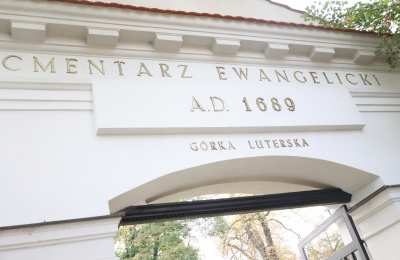 CMENTARZ EWANGELICKI
A.D. 1689
GÓRKA LUTERSKA